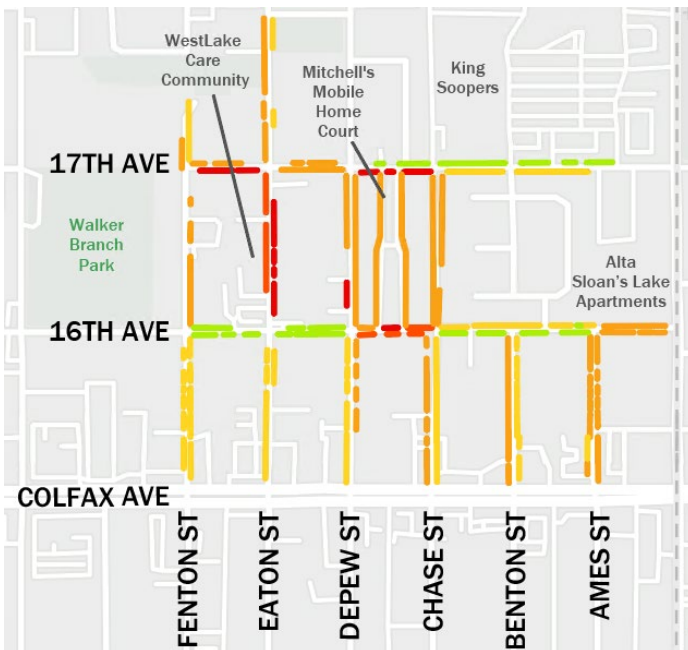 WestLake
Care
Community
Mitchell's
Mobile
Home
Court
King
Soopers
17TH AVE
Walker
Branch
Park
Alta
Sloan's Lake
Apartments
16TH AVE
COLFAX AVE
FENTON ST
EATON ST
DEPEW ST
CHASE ST
BENTON ST
AMES ST